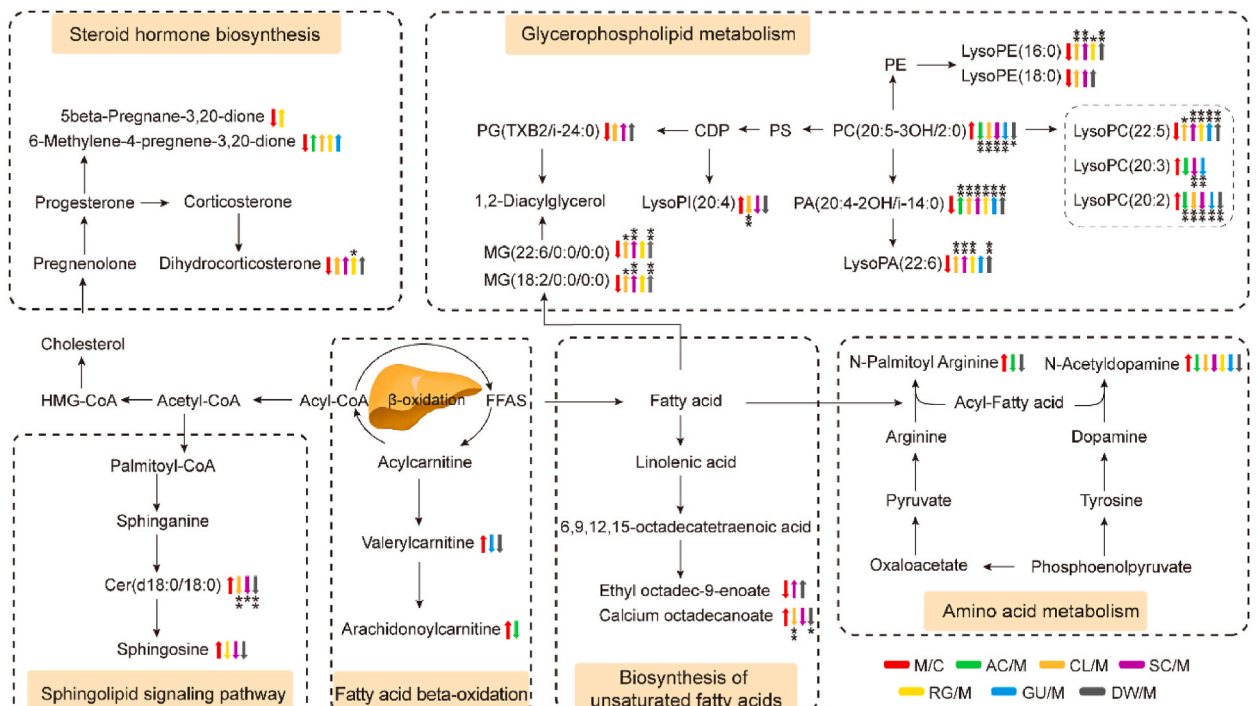 Steroid hormone biosynthesis
5beta-Pregnane-3,20-dione
6-Methylene-4-pregnene-3,20-dione
Progesterone
Corticosterone
Pregnenolone
Dihydrocorticosterone
*
Glycerophospholipid metabolism
PE
LysoPE(16:0)
LysoPE(18:0)
PG(TXB2/i-24:0)
CDP
PS
PC(20:5-3OH/2:0)
LysoPC(22:5)
LysoPC(20:3)
LysoPC(20:2)
1,2-Diacylglycerol
LysoPI(20:4)
PA(20:4-2OH/i-14:0)
MG(22:6/0:0/0:0)
MG(18:2/0:0/0:0)
LysoPA(22:6)
Cholesterol
HMG-CoA
Acetyl-CoA
Acyl-CoA
β-oxidation
FFAS
Fatty acid
Palmitoyl-CoA
Sphinganine
Cer(d18:0/18:0)
Sphingosine
Sphingolipid signaling pathway
Acylcarnitine
Valerylcarnitine
Arachidonoylcarnitine
Fatty acid beta-oxidation
Linolenic acid
6,9,12,15-octadecatetraenoic acid
Ethyl octadec-9-enoate
Calcium octadecanoate
Biosynthesis of
unsaturated fatty acids
N-Palmitoyl Arginine
N-Acetyldopamine
Acyl-Fatty acid
Arginine
Dopamine
Pyruvate
Tyrosine
Oxaloacetate
Phosphoenolpyruvate
Amino acid metabolism
M/C
AC/M
CL/M
SC/M
RG/M
GU/M
DW/M